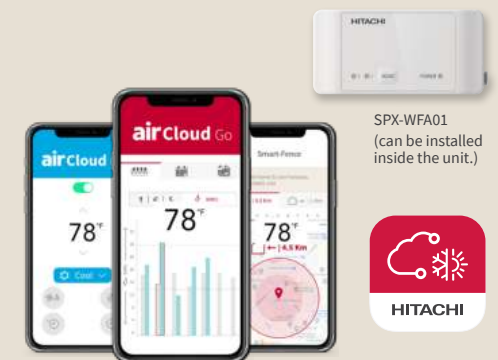 HITACHI
SPX-WFA01
(can be installed
inside the unit.)
airCloud Go
78°F
airCloud
78°
Cool
Smart-Fence
78°F
4.5 Km
HITACHI